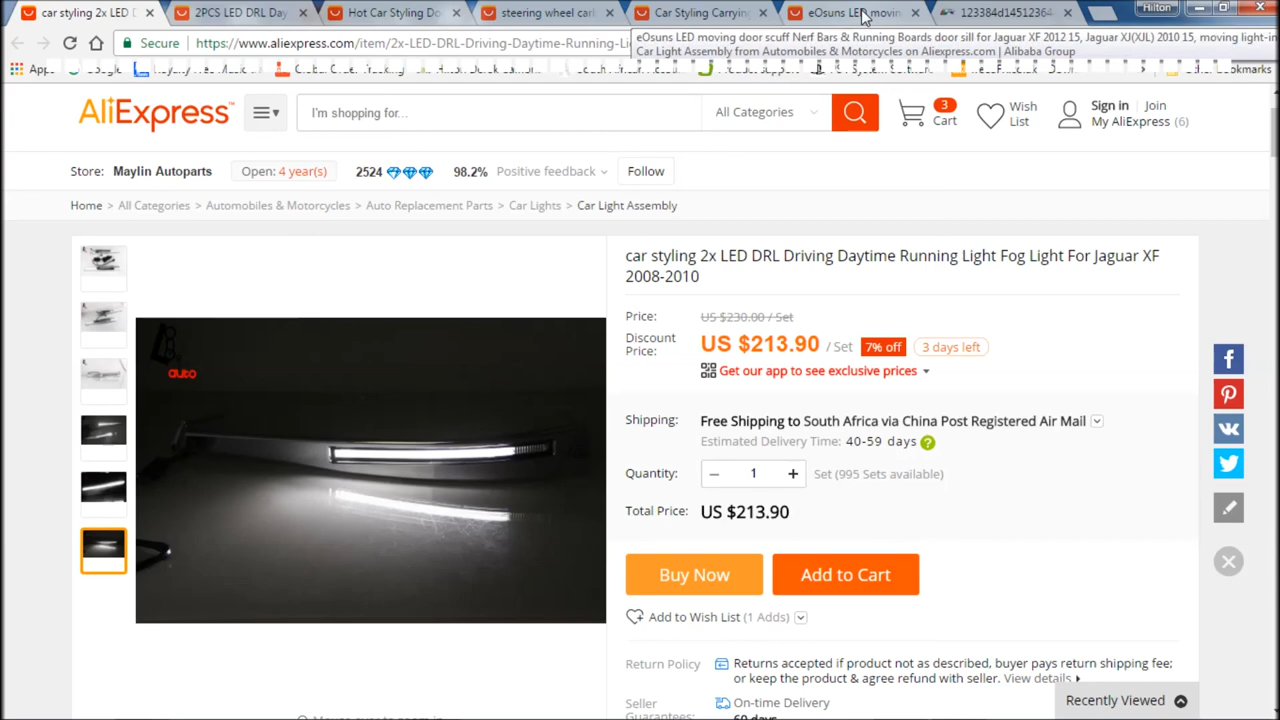 car styling 2x LED D
2PCS LED DRL Day
Hot Car Styling Do
steering wheel carb
Car Styling Carrying
eOsuns LED movin
123384d14512364
Hilton
Secure
https://www.aliexpress.com/item/2x-LED-DRL-Driving-Daytime-Running-Li
eOsuns LED moving door scuff Nerf Bars & Running Boards door sill for Jaguar XF 2012 15, Jaguar XJ(XJL) 2010 15, moving light-in
Car Light Assembly from Automobiles & Motorcycles on Aliexpress.com | Alibaba Group
Apps
AliExpress™
I'm shopping for...
All Categories
3
Cart
Wish
List
Sign in
Join
My AliExpress (6)
Store:
Maylin Autoparts
Open: 4 year(s)
2524
98.2%
Positive feedback
Follow
Home > All Categories > Automobiles & Motorcycles > Auto Replacement Parts > Car Lights > Car Light Assembly
auto
car styling 2x LED DRL Driving Daytime Running Light Fog Light For Jaguar XF
2008-2010
Price:
US $230.00 / Set
Discount
Price:
US $213.90 / Set
7% off
3 days left
Get our app to see exclusive prices
Shipping:
Free Shipping to South Africa via China Post Registered Air Mail
Estimated Delivery Time: 40-59 days
?
Quantity:
− 1 +
Set (995 Sets available)
Total Price:
US $213.90
Buy Now
Add to Cart
Add to Wish List (1 Adds)
Return Policy
Returns accepted if product not as described, buyer pays return shipping fee;
or keep the product & agree refund with seller. View details
Seller
Guarantees:
On-time Delivery
60 days
Recently Viewed